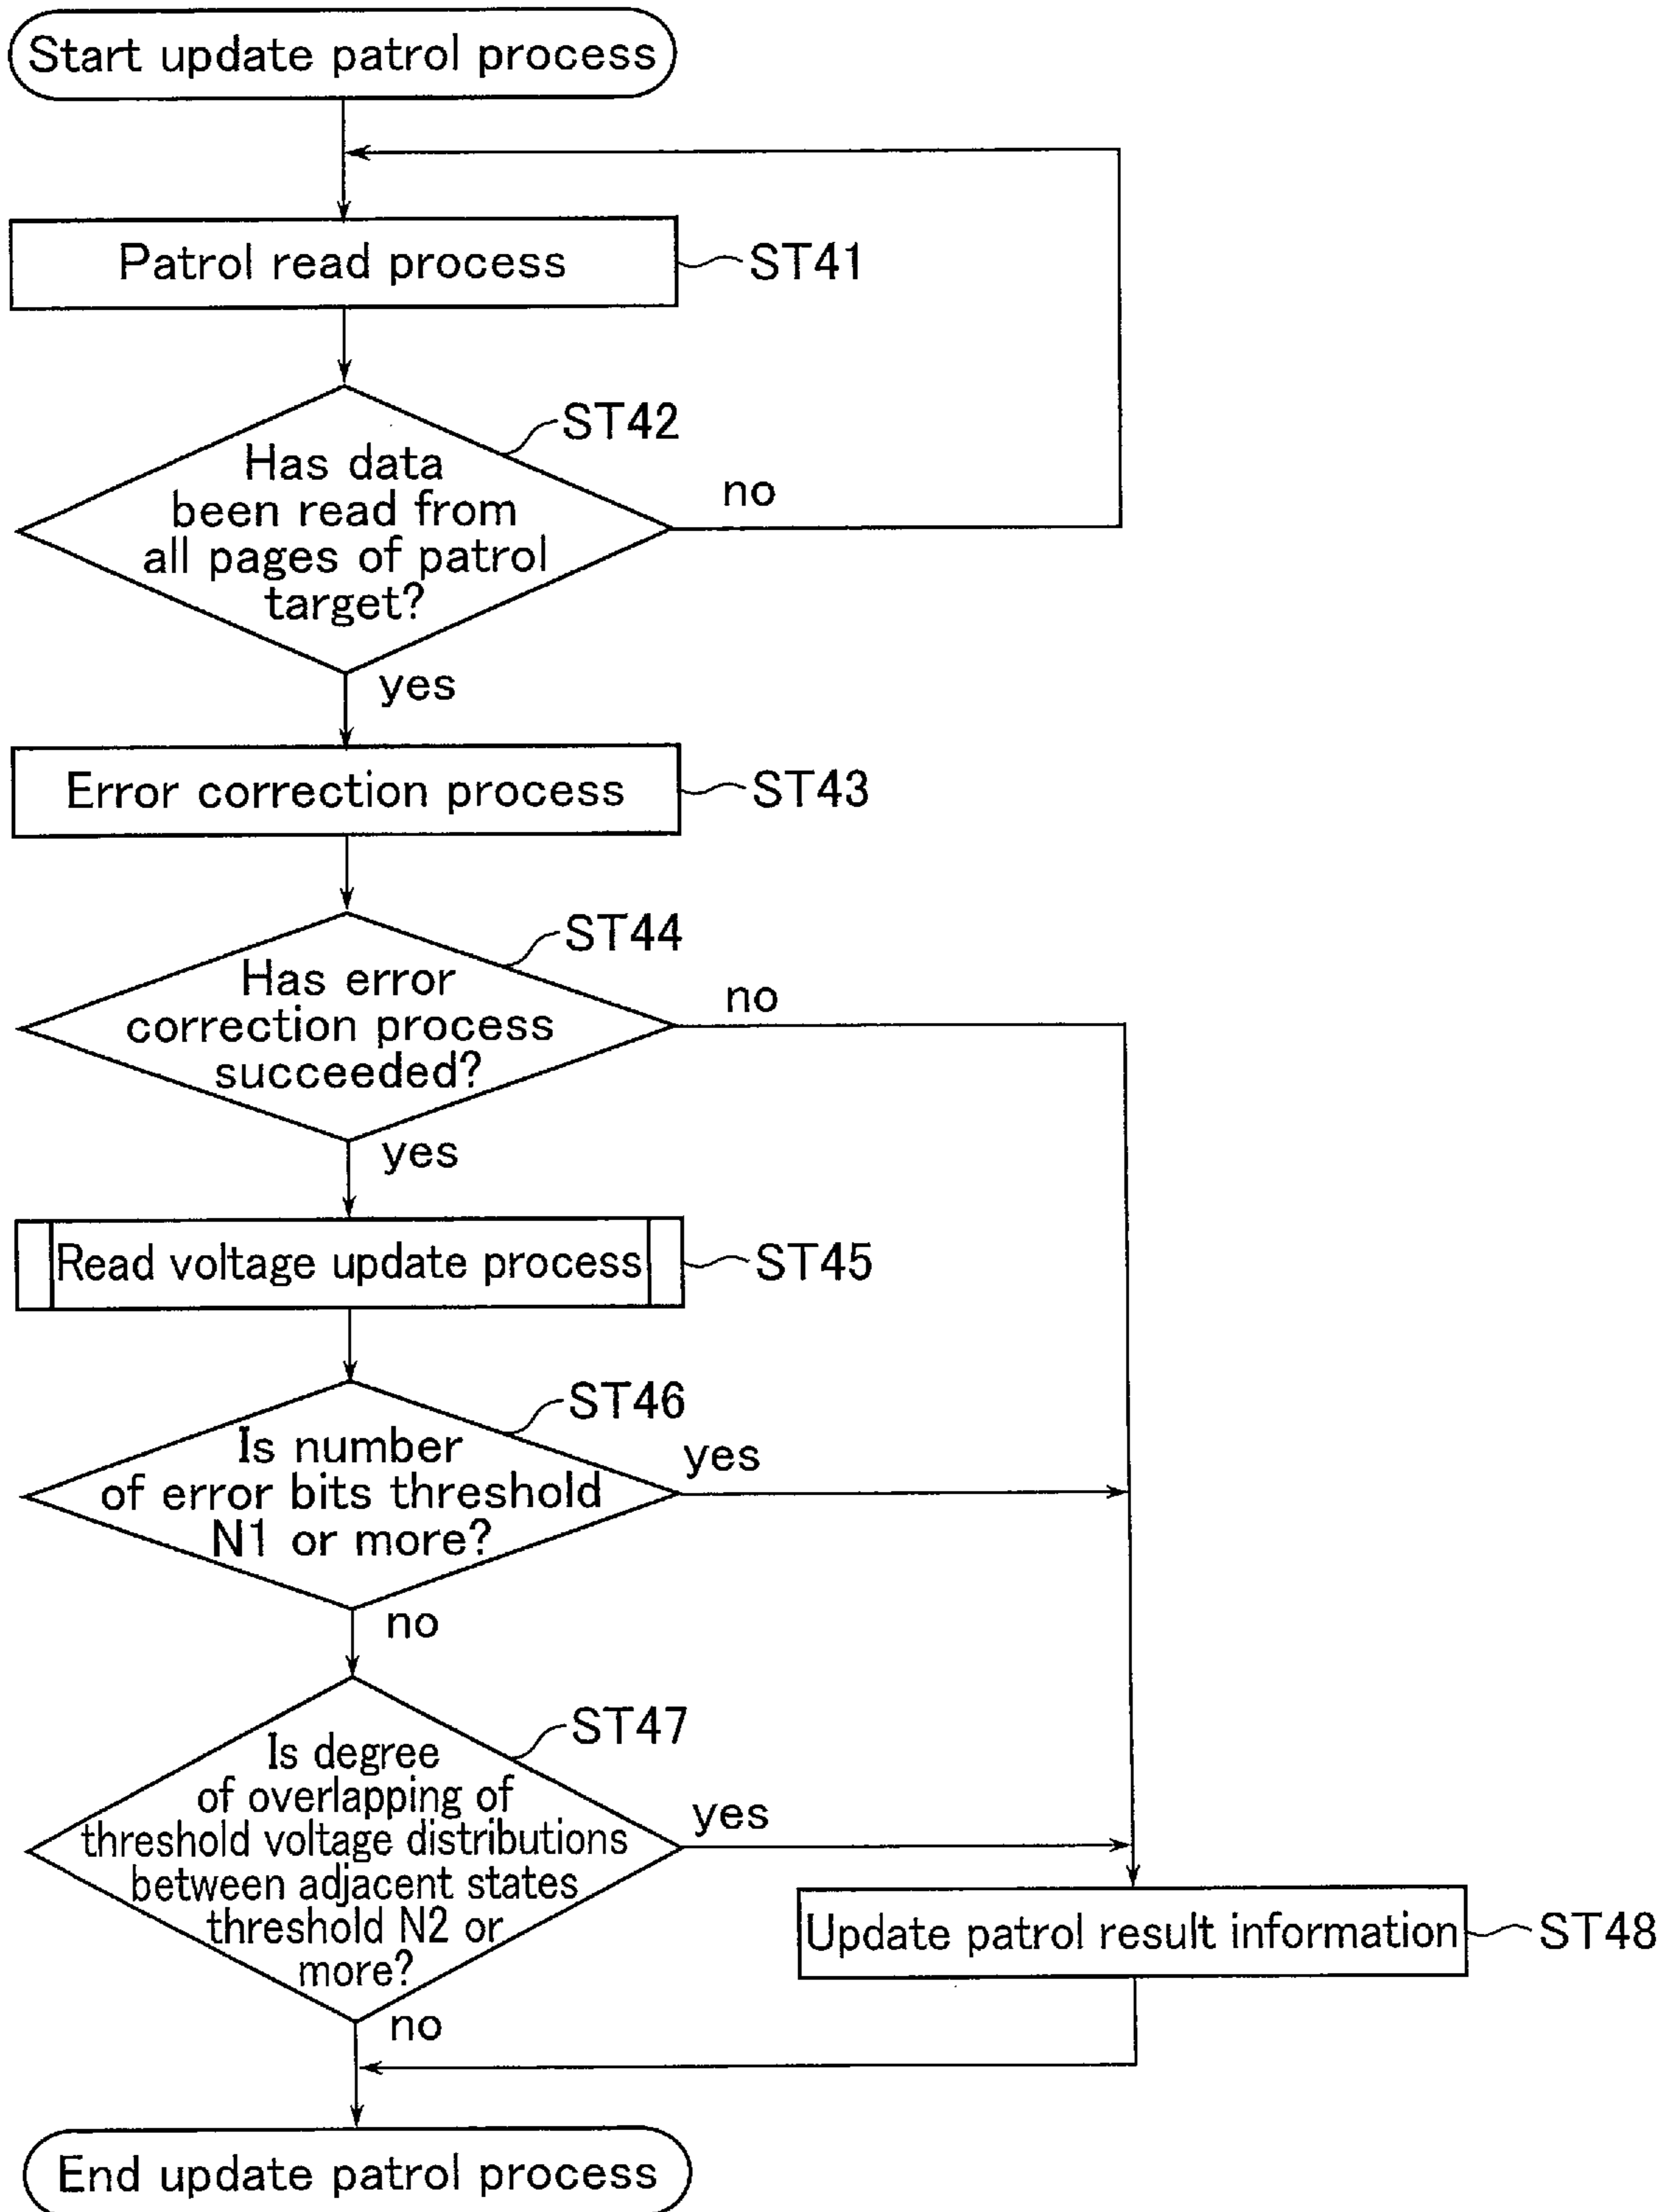 Start update patrol process
Patrol read process
ST41
ST42
Has data
been read from
all pages of patrol
target?
no
yes
Error correction process
ST43
ST44
Has error
correction process
succeeded?
no
yes
Read voltage update process
ST45
ST46
Is number
of error bits threshold
N1 or more?
yes
no
ST47
Is degree
of overlapping of
threshold voltage distributions
between adjacent states
threshold N2 or
more?
yes
no
Update patrol result information
ST48
End update patrol process